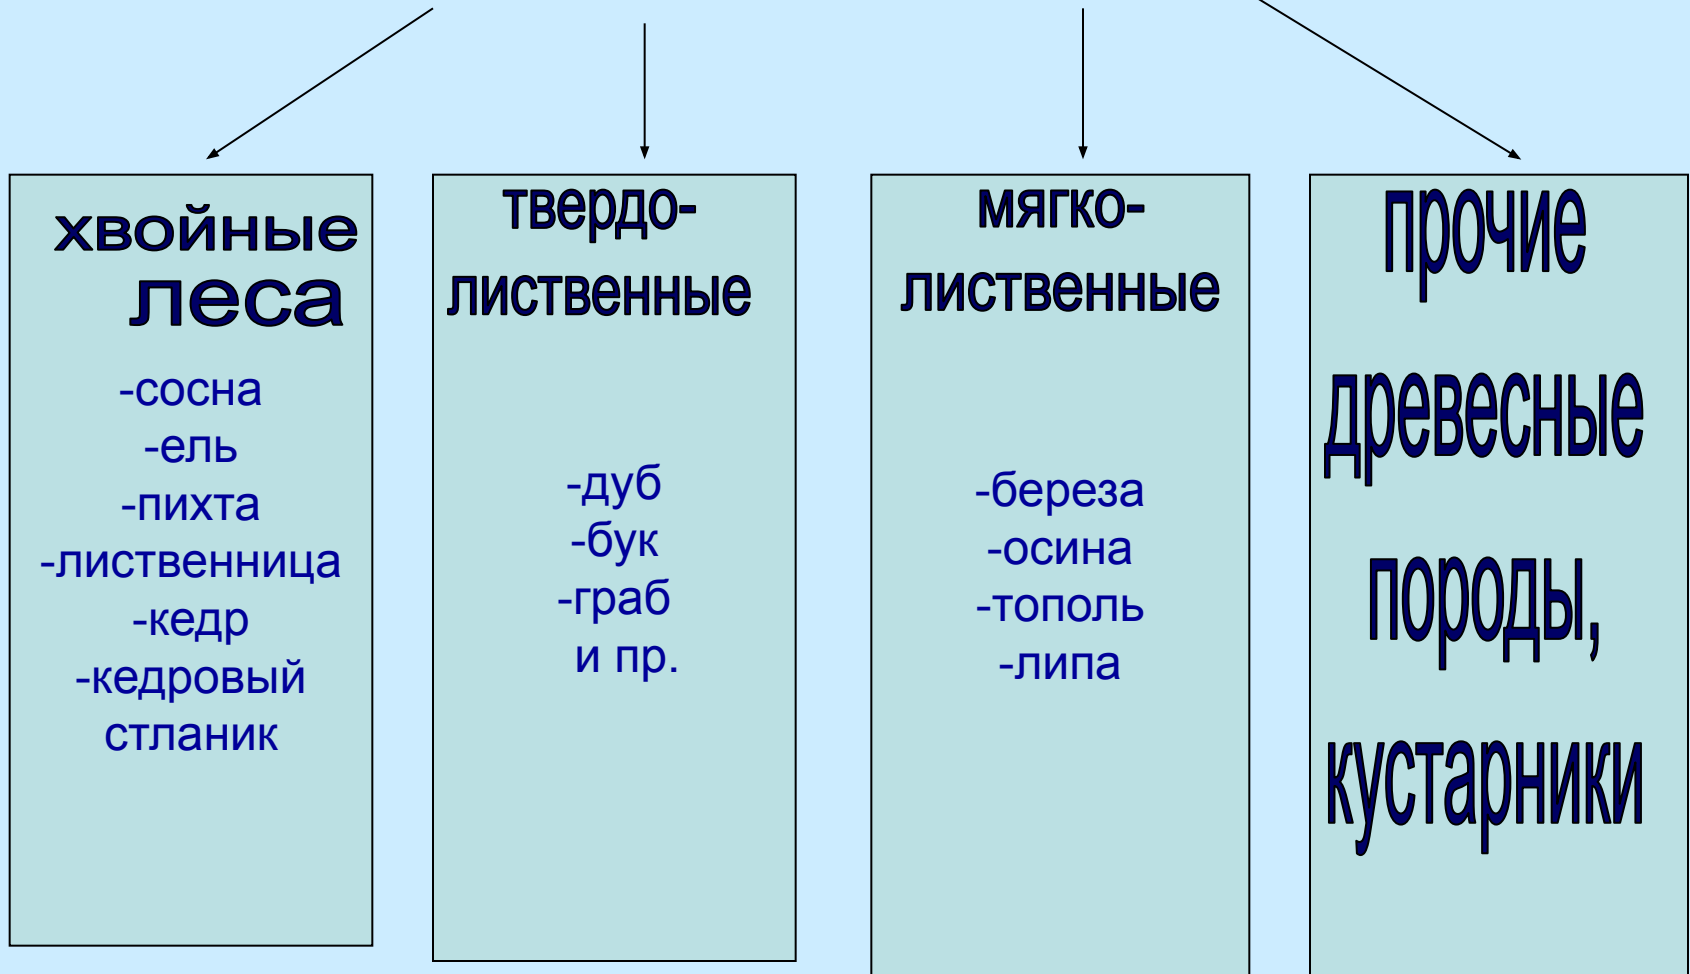 хвойные
леса
-сосна
-ель
-пихта
-лиственница
-кедр
-кедровый
стланик
твердо-
лиственные
-дуб
-бук
-граб
и пр.
мягко-
лиственные
-береза
-осина
-тополь
-липа
прочие
древесные
породы,
кустарники